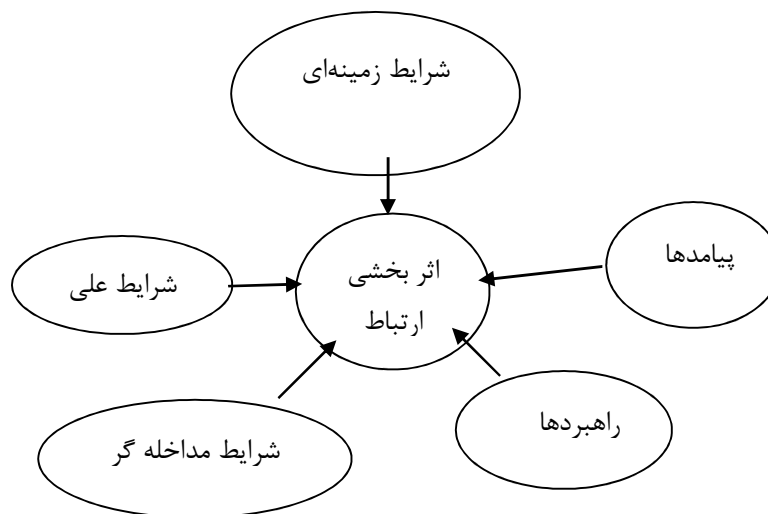 شرایط زمینه‌ای
پیامدها
اثر بخشی
ارتباط
شرایط علی
راهبردها
شرایط مداخله گر